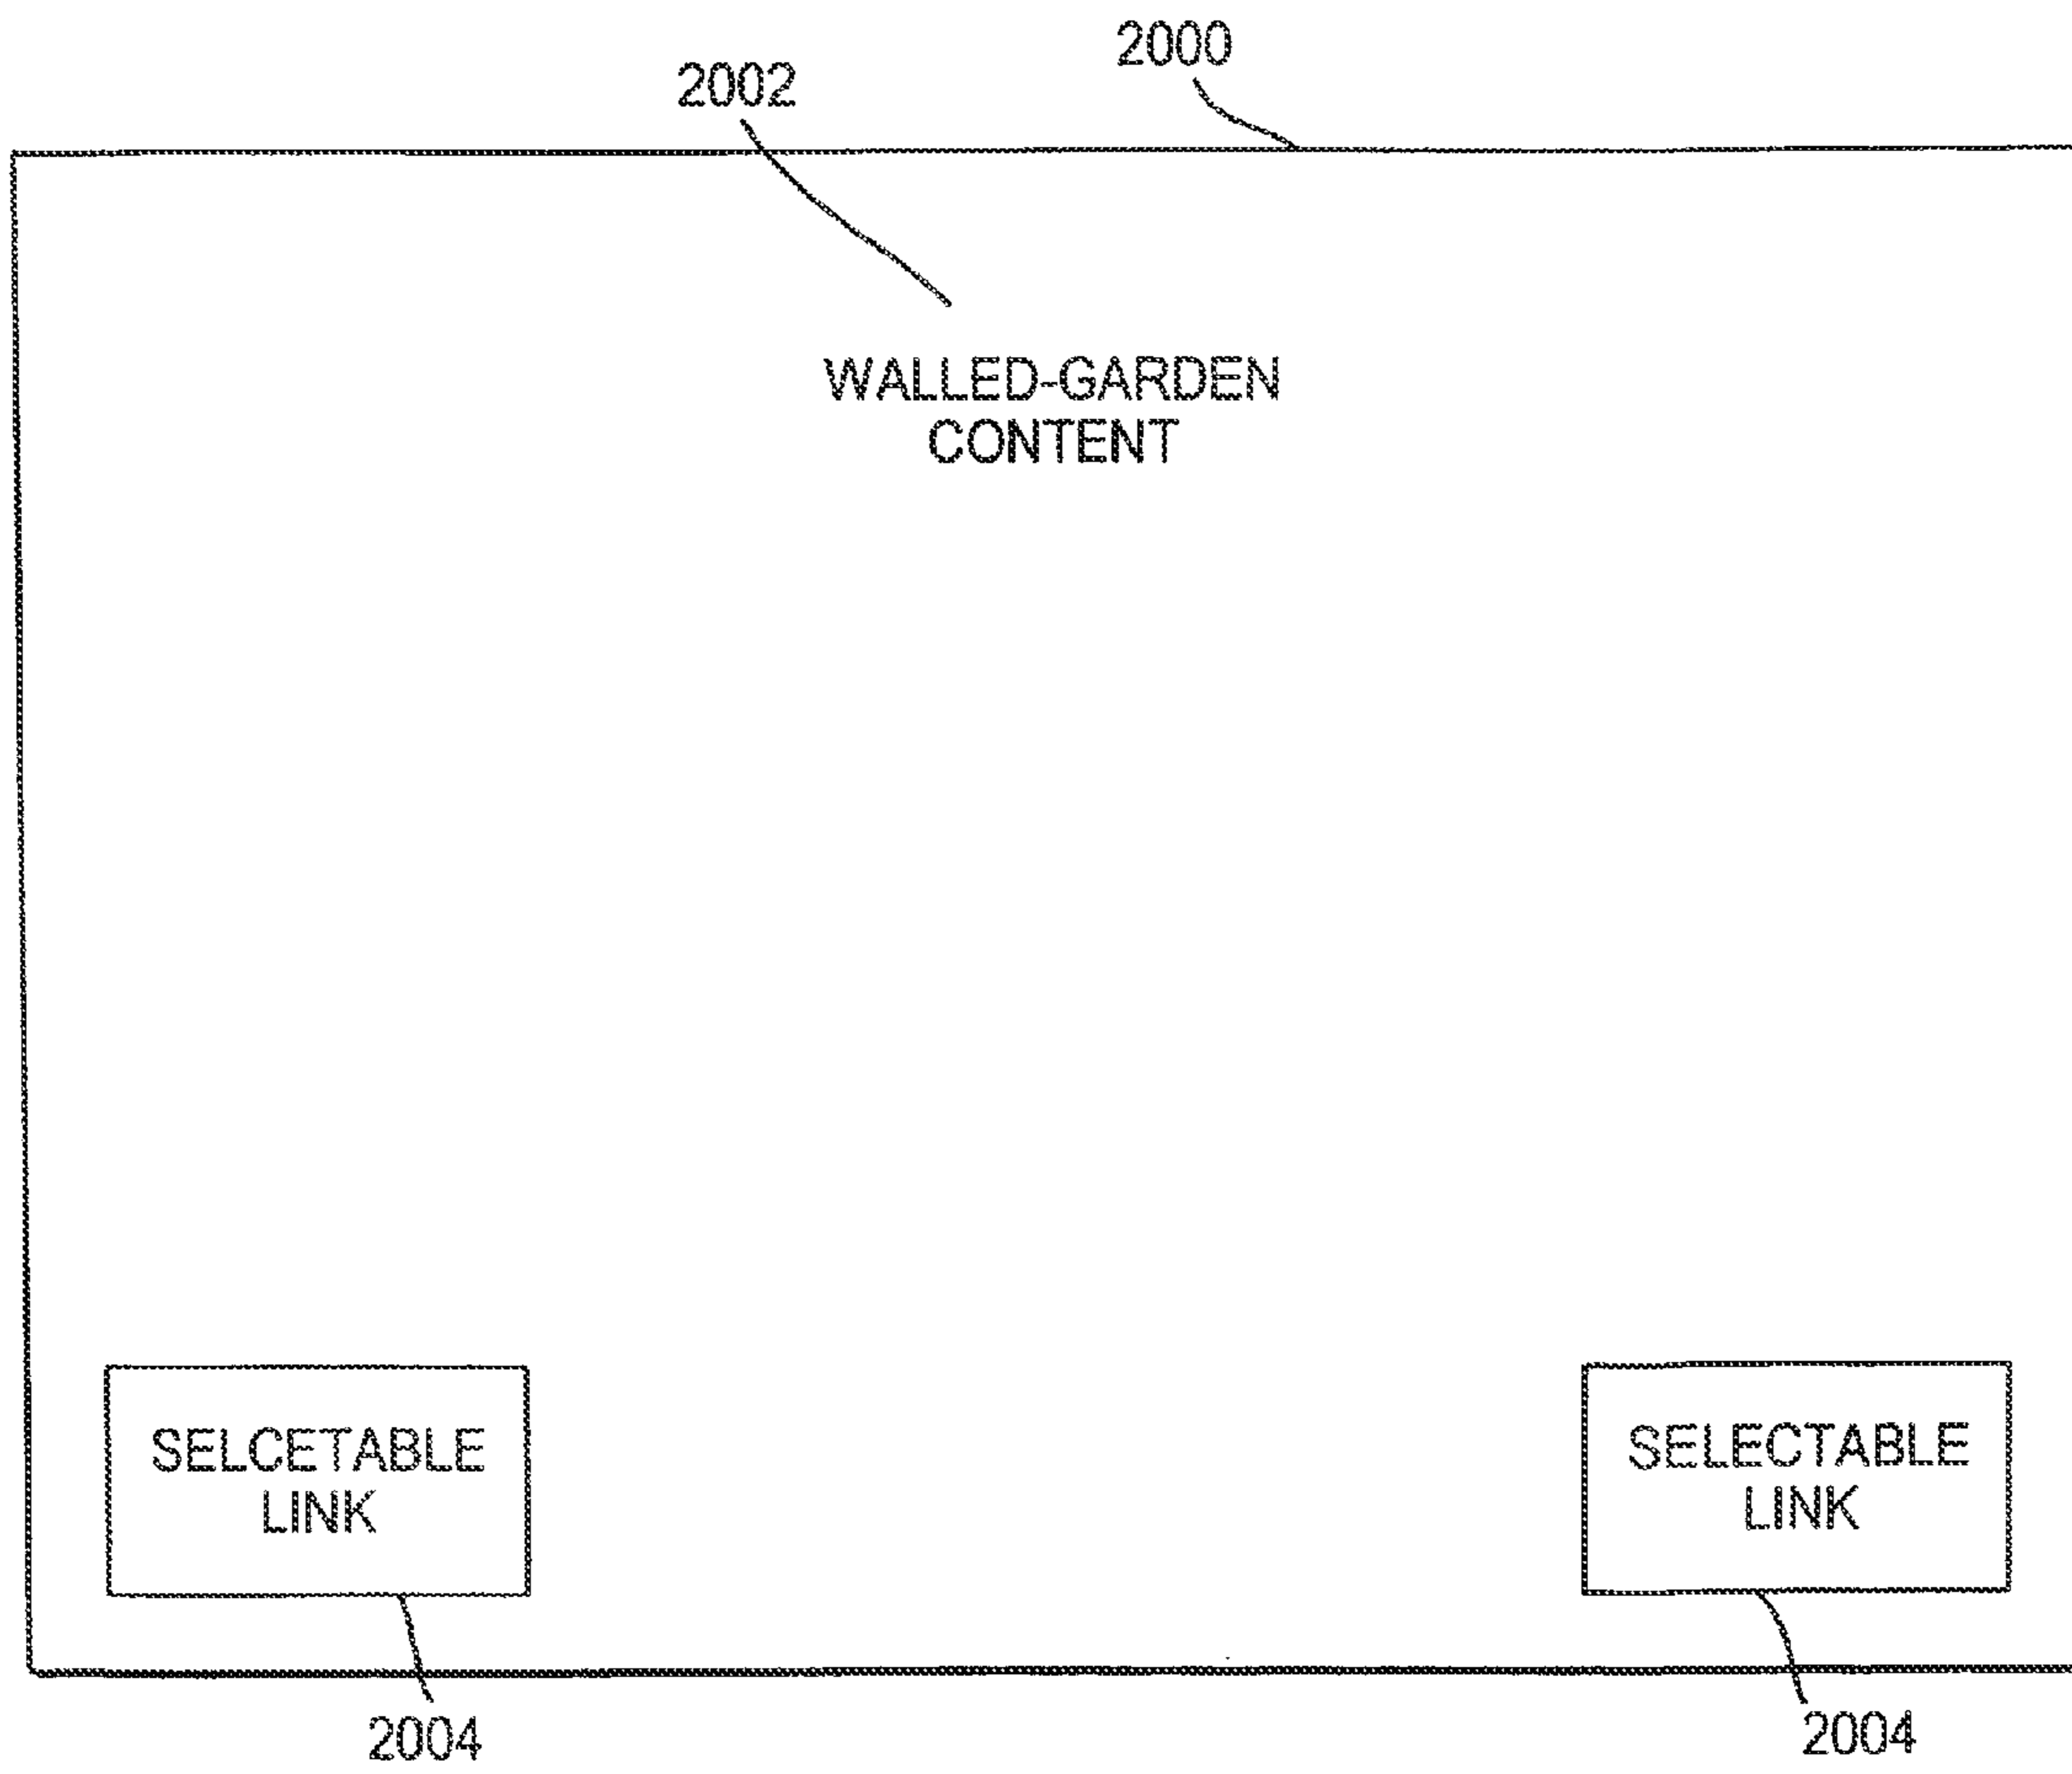 2000
2002
WALLED-GARDEN
CONTENT
SELCETABLE
LINK
SELECTABLE
LINK
2004
2004